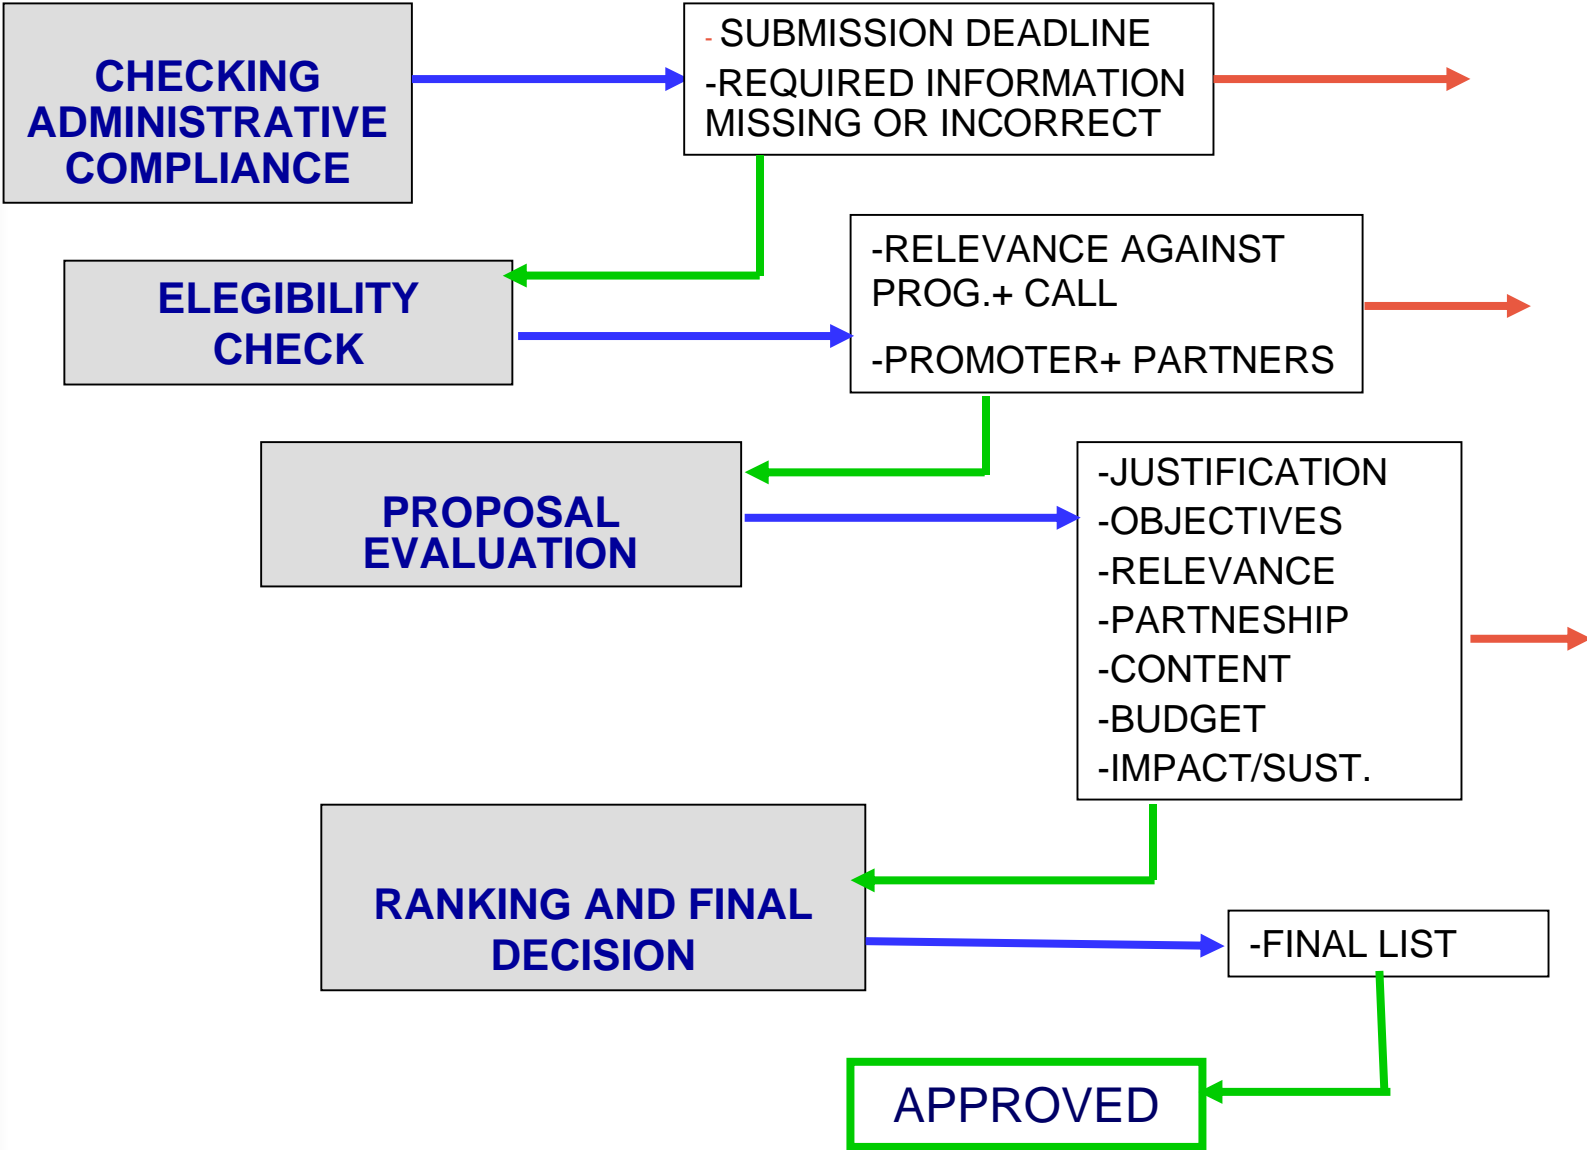 CHECKING
ADMINISTRATIVE
COMPLIANCE
- SUBMISSION DEADLINE
-REQUIRED INFORMATION
MISSING OR INCORRECT
ELEGIBILITY
CHECK
-RELEVANCE AGAINST
PROG.+ CALL
-PROMOTER+ PARTNERS
PROPOSAL
EVALUATION
-JUSTIFICATION
-OBJECTIVES
-RELEVANCE
-PARTNESHIP
-CONTENT
-BUDGET
-IMPACT/SUST.
RANKING AND FINAL
DECISION
-FINAL LIST
APPROVED